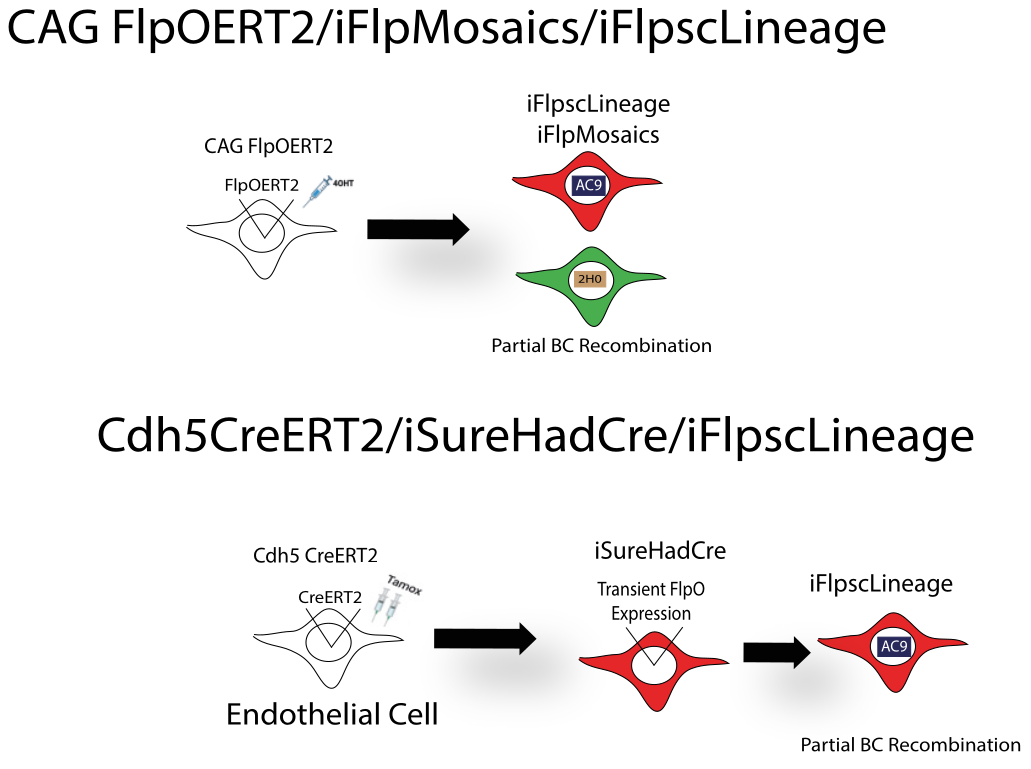 CAG FlpOERT2/iFlpMosaics/iFlpscLineage
iFlpscLineage
iFlpMosaics
CAG FlpOERT2
FlpOERT2
4OHT
AC9
2H0
Partial BC Recombination
Cdh5CreERT2/iSureHadCre/iFlpscLineage
Cdh5 CreERT2
CreERT2
Tamox
Endothelial Cell
iSureHadCre
Transient FlpO
Expression
iFlpscLineage
AC9
Partial BC Recombination